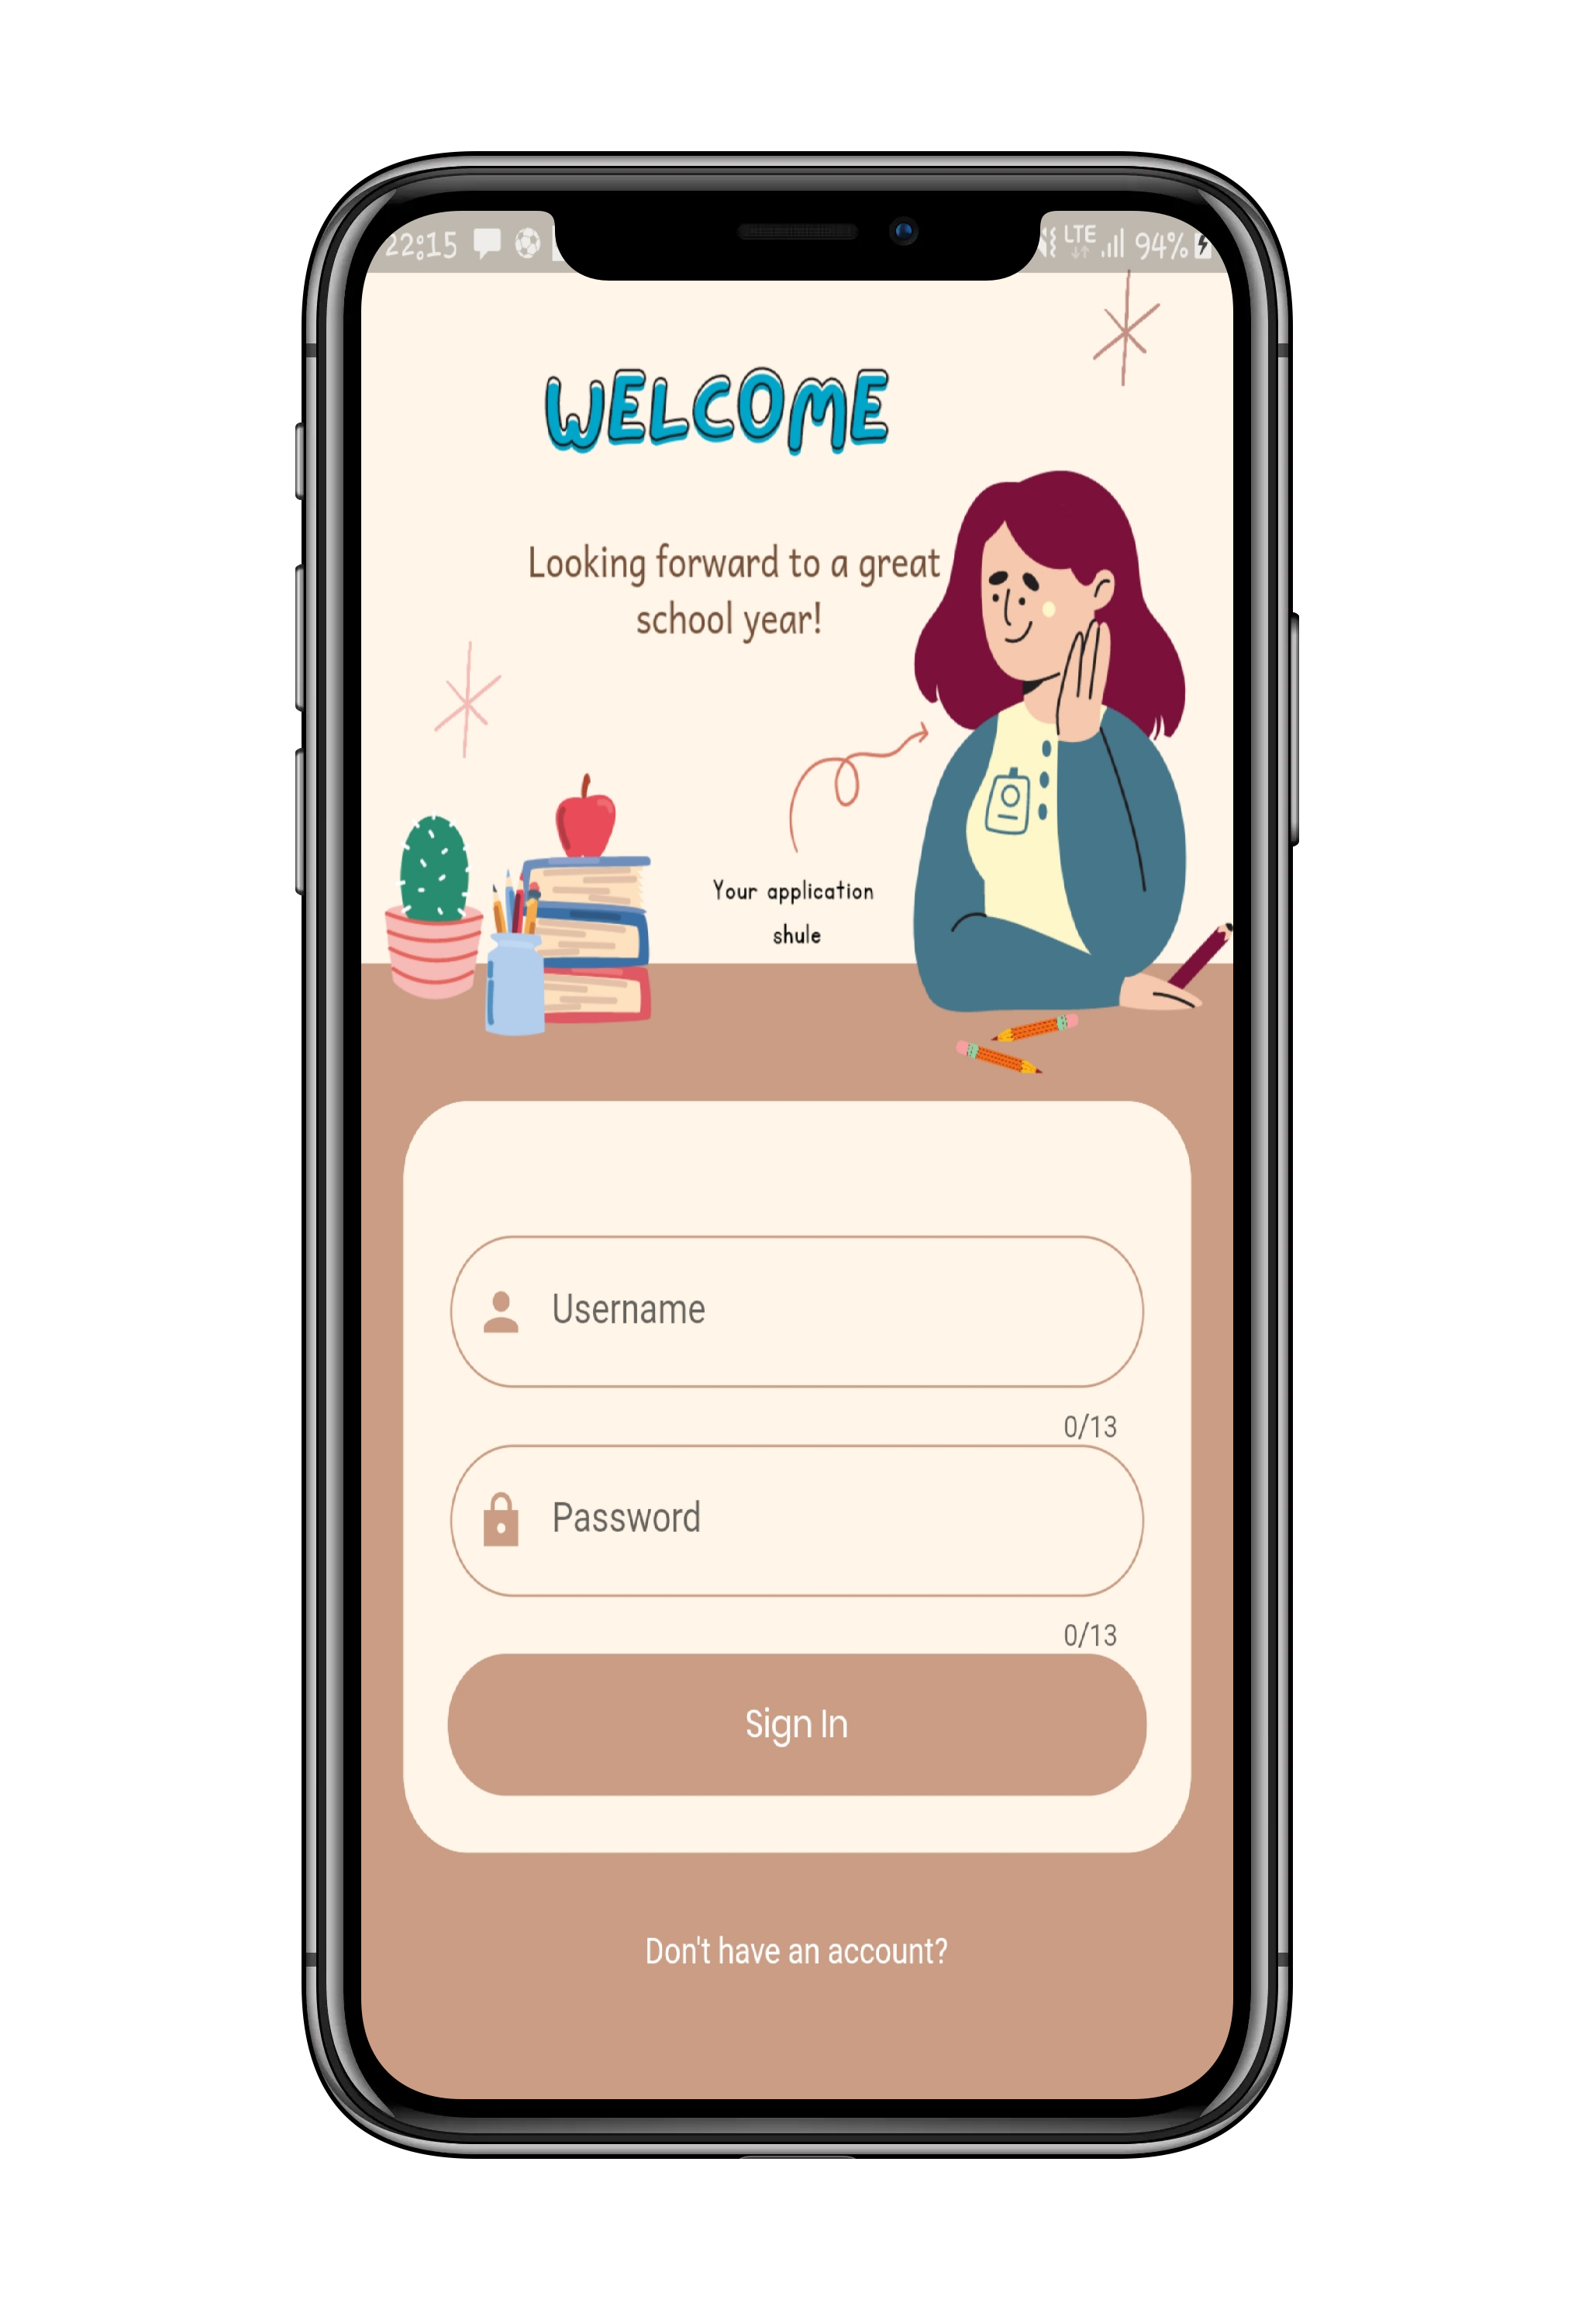 22:15 LTE 94%
WELCOME
Looking forward to a great
school year!
Your application
shule
Username
0/13
Password
0/13
Sign In
Don't have an account?